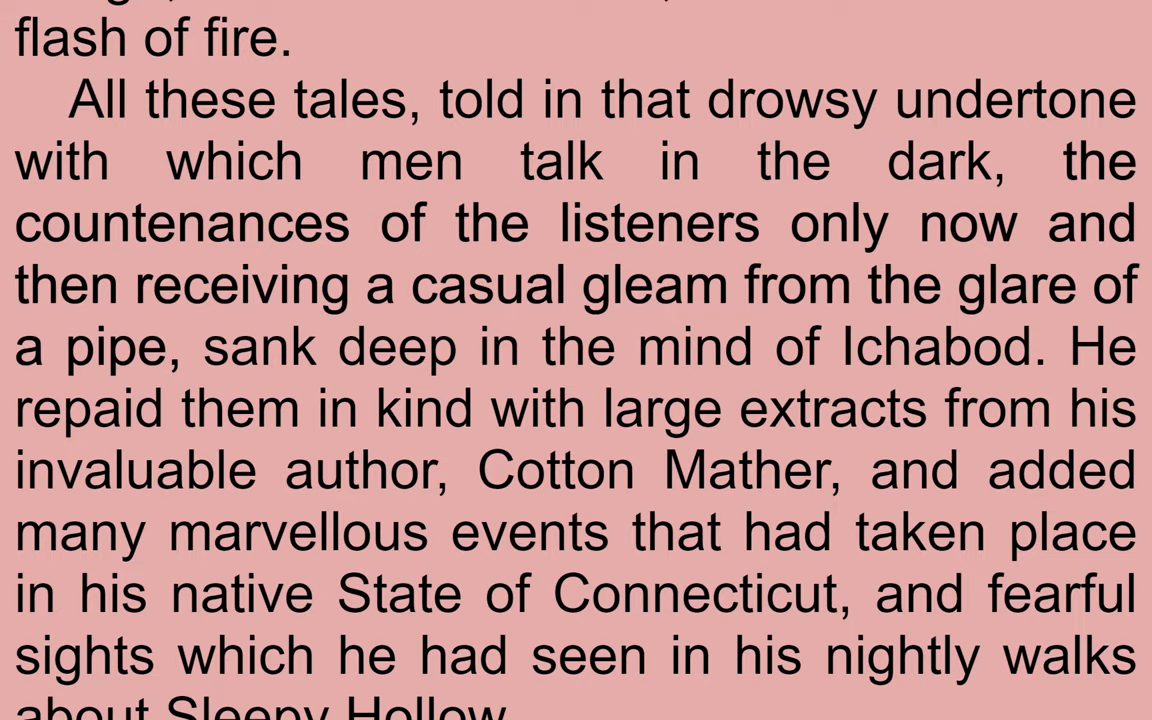 flash of fire.
All these tales, told in that drowsy undertone
with which men talk in the dark, the
countenances of the listeners only now and
then receiving a casual gleam from the glare of
a pipe, sank deep in the mind of Ichabod. He
repaid them in kind with large extracts from his
invaluable author, Cotton Mather, and added
many marvellous events that had taken place
in his native State of Connecticut, and fearful
sights which he had seen in his nightly walks
about Sleepy Hollow.